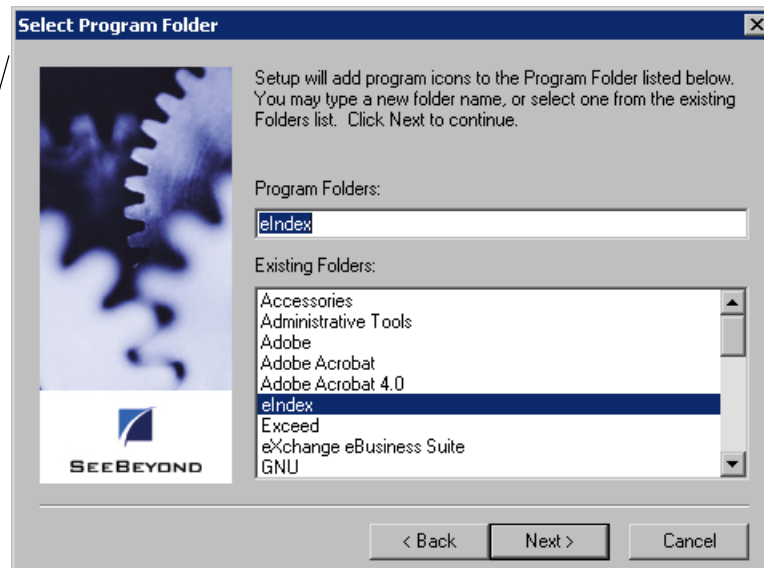 Select Program Folder
Setup will add program icons to the Program Folder listed below.
You may type a new folder name, or select one from the existing
Folders list. Click Next to continue.
Program Folders:
eIndex
Existing Folders:
Accessories
Administrative Tools
Adobe
Adobe Acrobat
Adobe Acrobat 4.0
eIndex
Exceed
eXchange eBusiness Suite
GNU
SEEBEYOND
< Back
Next >
Cancel